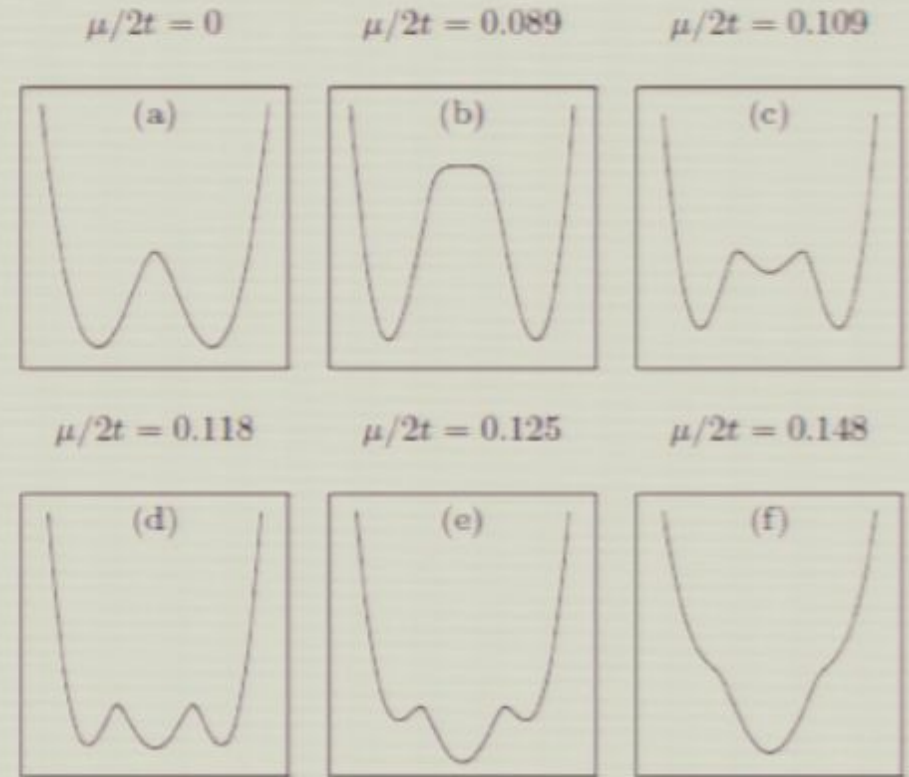 μ/2t = 0 μ/2t = 0.089 μ/2t = 0.109
(a) (b) (c)
μ/2t = 0.118 μ/2t = 0.125 μ/2t = 0.148
(d) (e) (f)